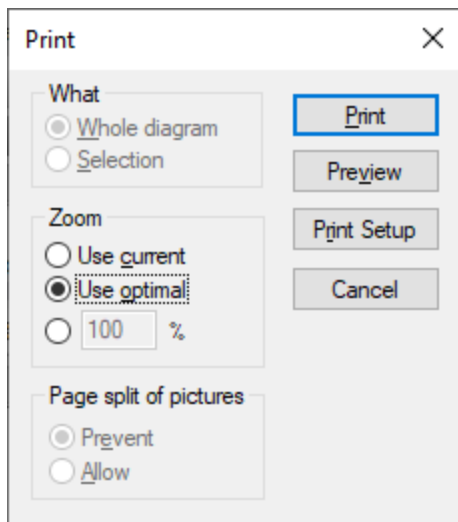 Print
What
Whole diagram
Selection
Zoom
Use current
Use optimal
100 %
Page split of pictures
Prevent
Allow
Print
Preview
Print Setup
Cancel